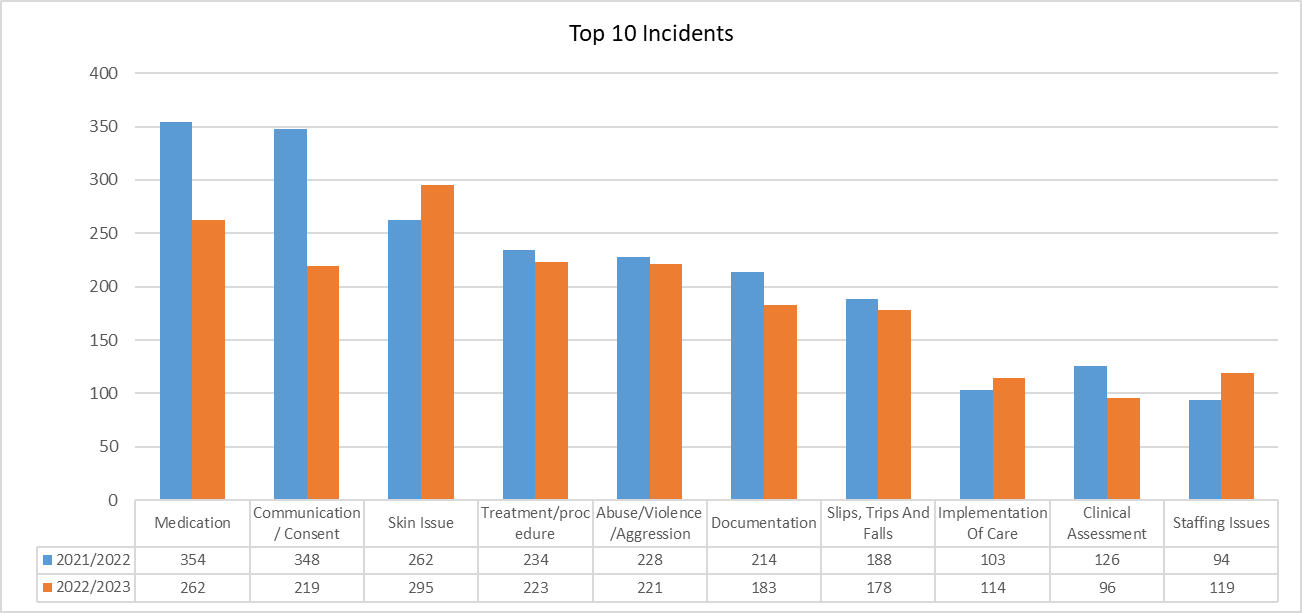 Top 10 Incidents
400
350
300
250
200
150
100
50
0
Medication
Communication
/ Consent
Skin Issue
Treatment/proc
edure
Abuse/Violence
/Aggression
Documentation
Slips, Trips And
Falls
Implementation
Of Care
Clinical
Assessment
Staffing Issues
2021/2022 354 348 262 234 228 214 188 103 126 94
2022/2023 262 219 295 223 221 183 178 114 96 119